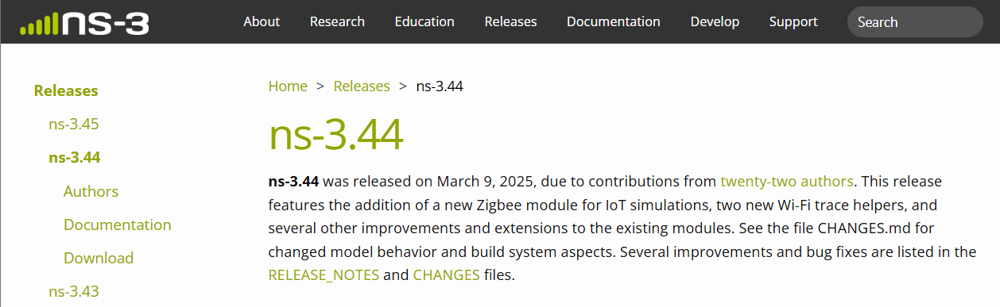 ns-3
About Research Education Releases Documentation Develop Support Search
Releases
ns-3.45
ns-3.44
Authors
Documentation
Download
ns-3.43
Home > Releases > ns-3.44
ns-3.44
ns-3.44 was released on March 9, 2025, due to contributions from twenty-two authors. This release
features the addition of a new Zigbee module for IoT simulations, two new Wi-Fi trace helpers, and
several other improvements and extensions to the existing modules. See the file CHANGES.md for
changed model behavior and build system aspects. Several improvements and bug fixes are listed in the
RELEASE_NOTES and CHANGES files.